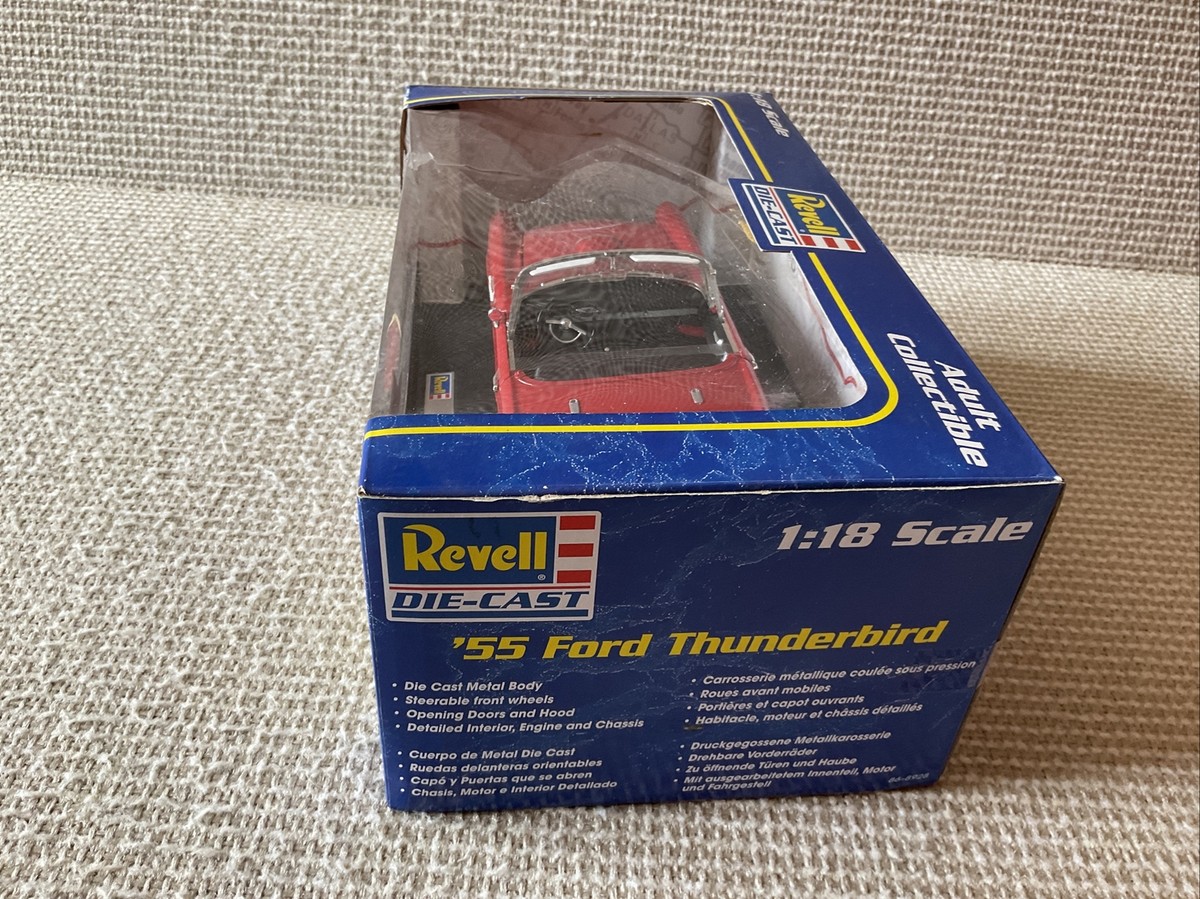 1:18 Scale
DALLAS
Revell
DIE-CAST
Adult
Collectible
Revell
Revell
DIE-CAST
1:18 Scale
'55 Ford Thunderbird
• Die Cast Metal Body
• Steerable front wheels
• Opening Doors and Hood
• Detailed Interior, Engine and Chassis
• Cuerpo de Metal Die Cast
• Ruedas delanteras orientables
• Capó y Puertas que se abren
• Chasis, Motor e Interior Detallado
• Carrosserie métallique coulée sous pression
• Roues avant mobiles
• Portières et capot ouvrants
• Habitacle, moteur et châssis détaillés
• Druckgegossene Metallkarosserie
• Drehbare Vorderräder
• Zu öffnende Türen und Haube
• Mit ausgearbeitetem Innenteil, Motor
und Fahrgestell